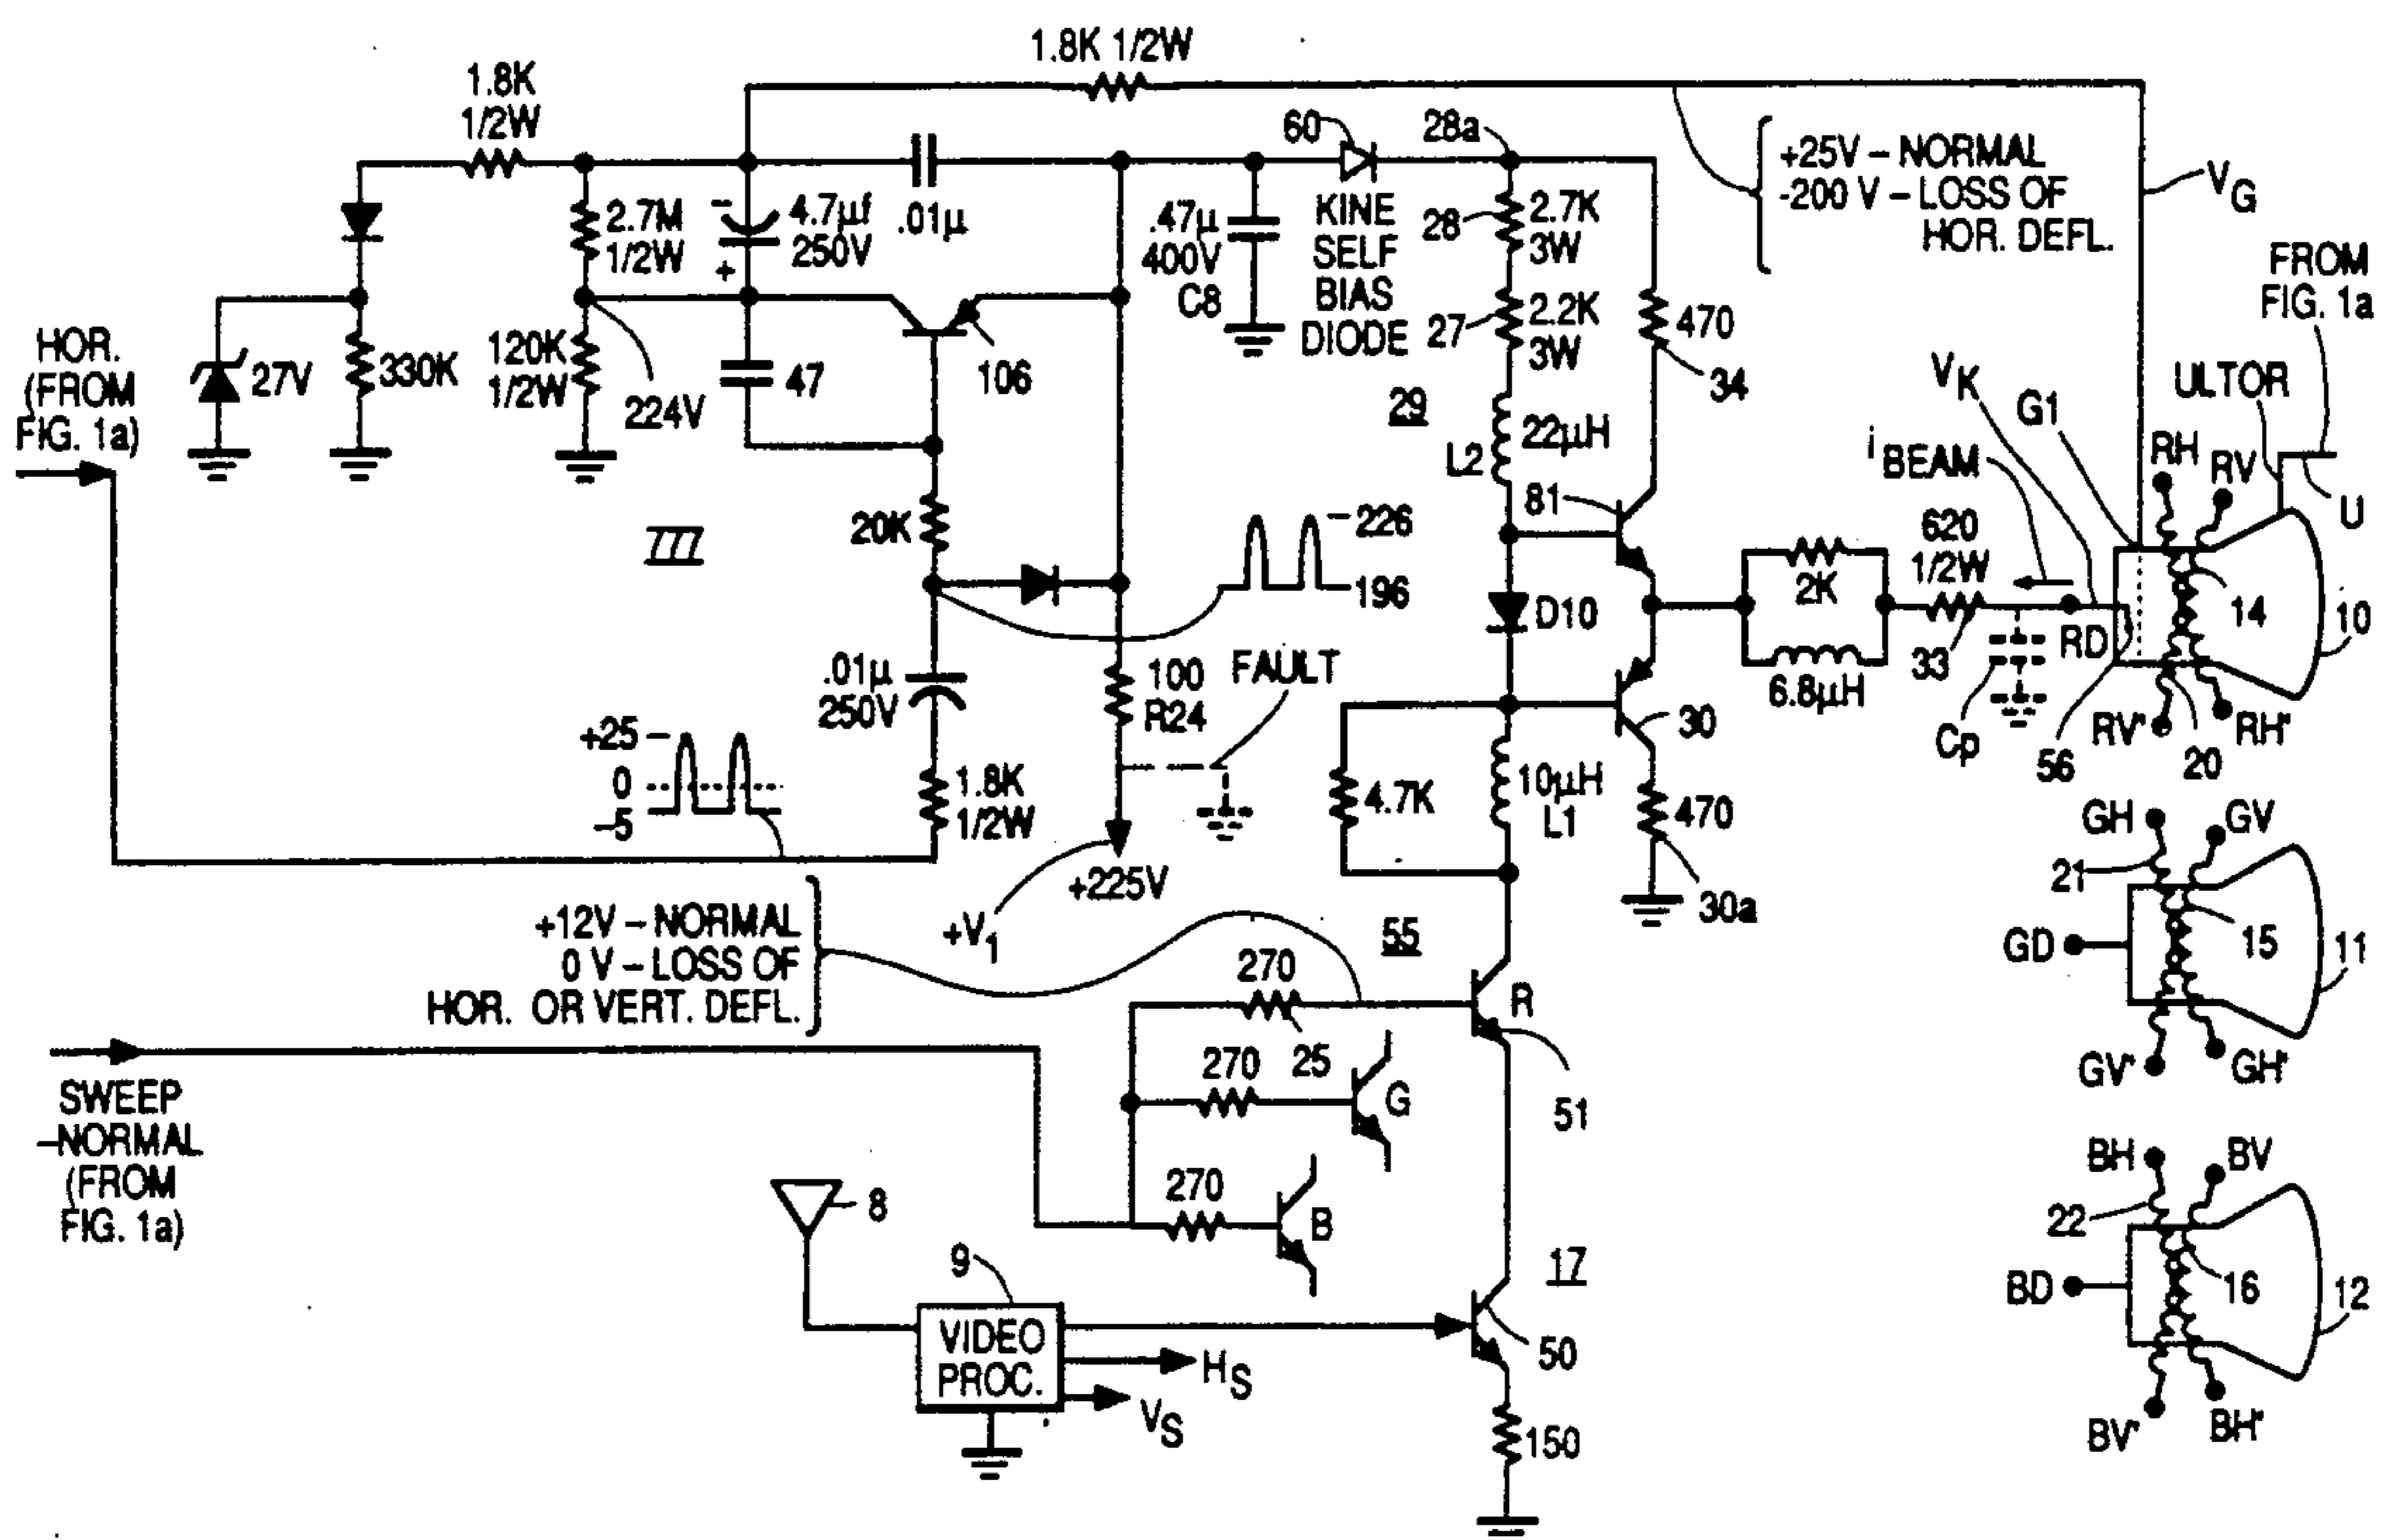 1.8K 1/2W
1.8K
1/2W
60
28a
+25V – NORMAL
-200 V – LOSS OF
HOR. DEFL.
VG
FROM
FIG. 1a
2.7M
1/2W
4.7µf
250V
–
+
.01µ
.47µ
400V
C8
KINE
SELF
BIAS
DIODE
28
2.7K
3W
27
2.2K
3W
470
34
HOR.
(FROM
FIG. 1a)
27V
330K
120K
1/2W
224V
47
106
29
22µH
L2
VK
G1
ULTOR
i BEAM
RH
RV
U
81
777
20K
226
196
D10
2K
6.8µH
620
1/2W
33
RD
14
10
Cp
56
RV'
20
RH'
.01µ
250V
100
R24
FAULT
30
+25
0
–5
1.8K
1/2W
+V1
+225V
4.7K
10µH
L1
470
30a
GH
GV
21
15
11
GD
GV'
GH'
+12V – NORMAL
0 V – LOSS OF
HOR. OR VERT. DEFL.
55
270
25
R
51
270
G
270
B
SWEEP
–NORMAL
(FROM
FIG. 1a)
8
9
VIDEO
PROC.
HS
VS
17
50
150
BH
BV
22
16
12
BD
BV'
BH'